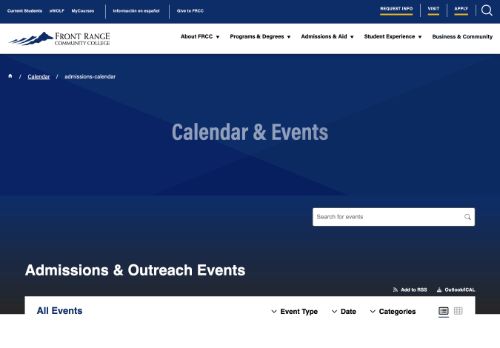 Current Students eWOLF MyCourses Información en español Give to FRCC REQUEST INFO VISIT APPLY
FRONT RANGE
COMMUNITY COLLEGE
About FRCC Programs & Degrees Admissions & Aid Student Experience Business & Community
/ Calendar / admissions-calendar
Calendar & Events
Search for events
Admissions & Outreach Events
Add to RSS Outlook/iCAL
All Events Event Type Date Categories